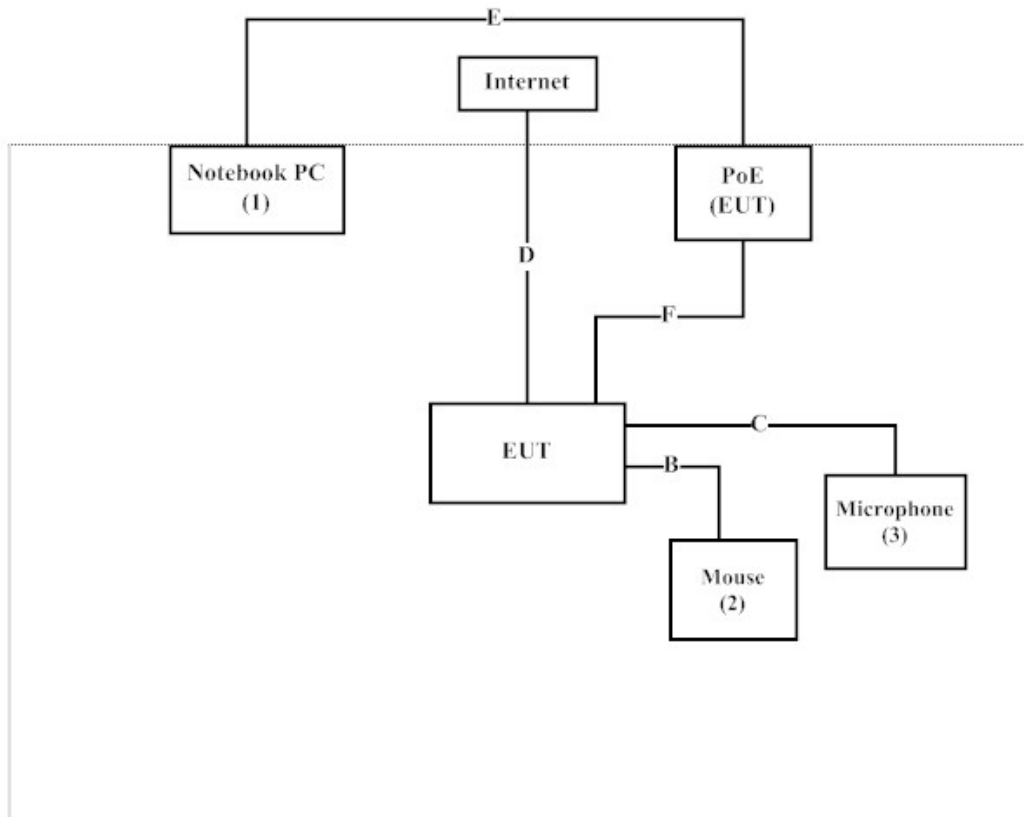 E
Internet
Notebook PC
(1)
PoE
(EUT)
D
F
EUT
C
B
Microphone
(3)
Mouse
(2)